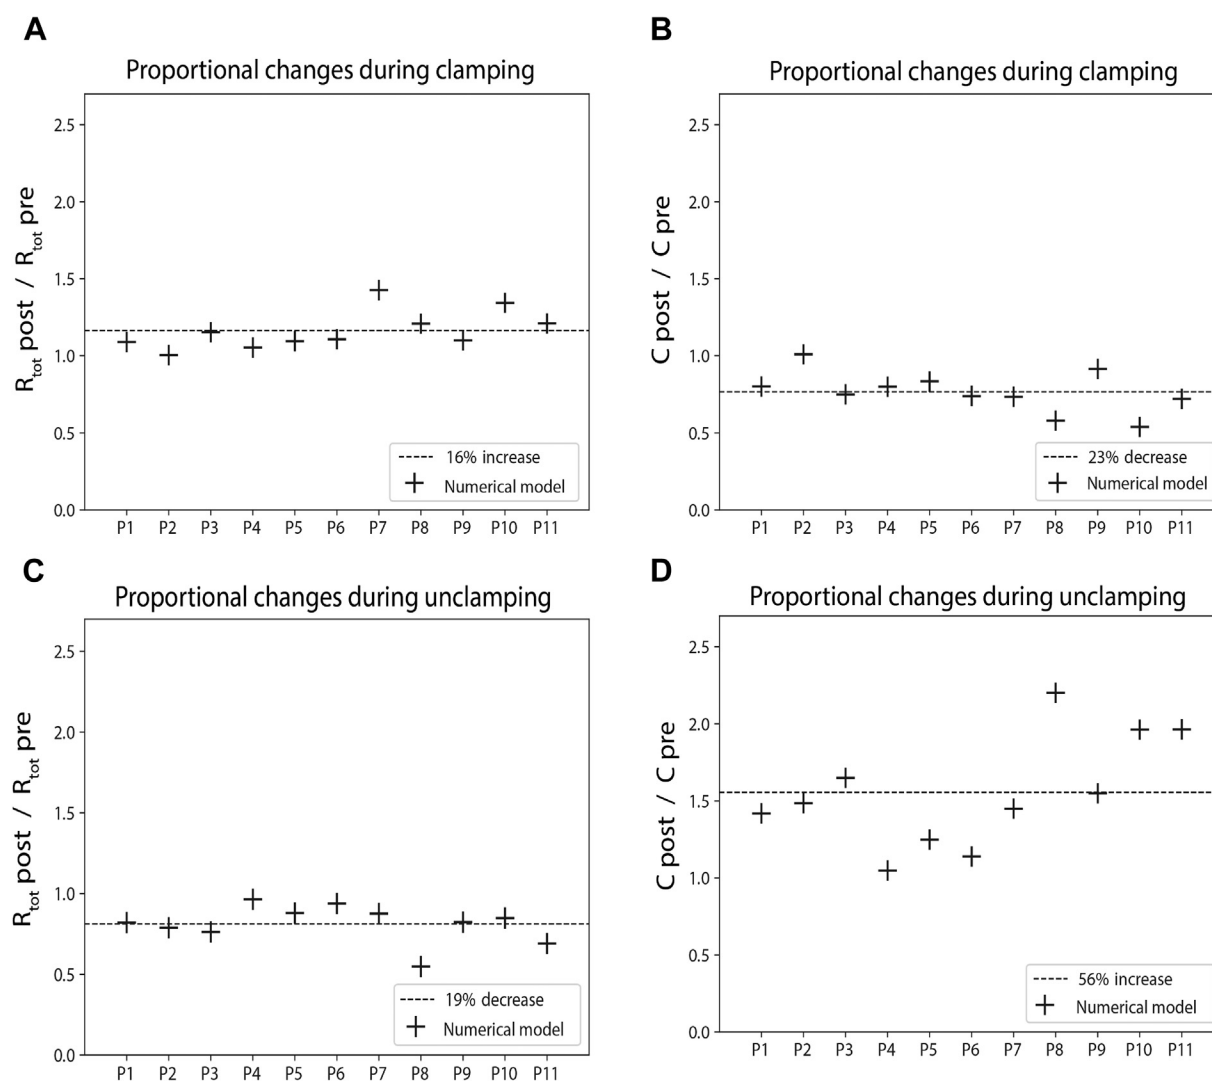 A
Proportional changes during clamping
R_tot post / R_tot pre
2.5
2.0
1.5
1.0
0.5
0.0
16% increase
Numerical model
P1 P2 P3 P4 P5 P6 P7 P8 P9 P10 P11
B
Proportional changes during clamping
C post / C pre
2.5
2.0
1.5
1.0
0.5
0.0
23% decrease
Numerical model
P1 P2 P3 P4 P5 P6 P7 P8 P9 P10 P11
C
Proportional changes during unclamping
R_tot post / R_tot pre
2.5
2.0
1.5
1.0
0.5
0.0
19% decrease
Numerical model
P1 P2 P3 P4 P5 P6 P7 P8 P9 P10 P11
D
Proportional changes during unclamping
C post / C pre
2.5
2.0
1.5
1.0
0.5
0.0
56% increase
Numerical model
P1 P2 P3 P4 P5 P6 P7 P8 P9 P10 P11